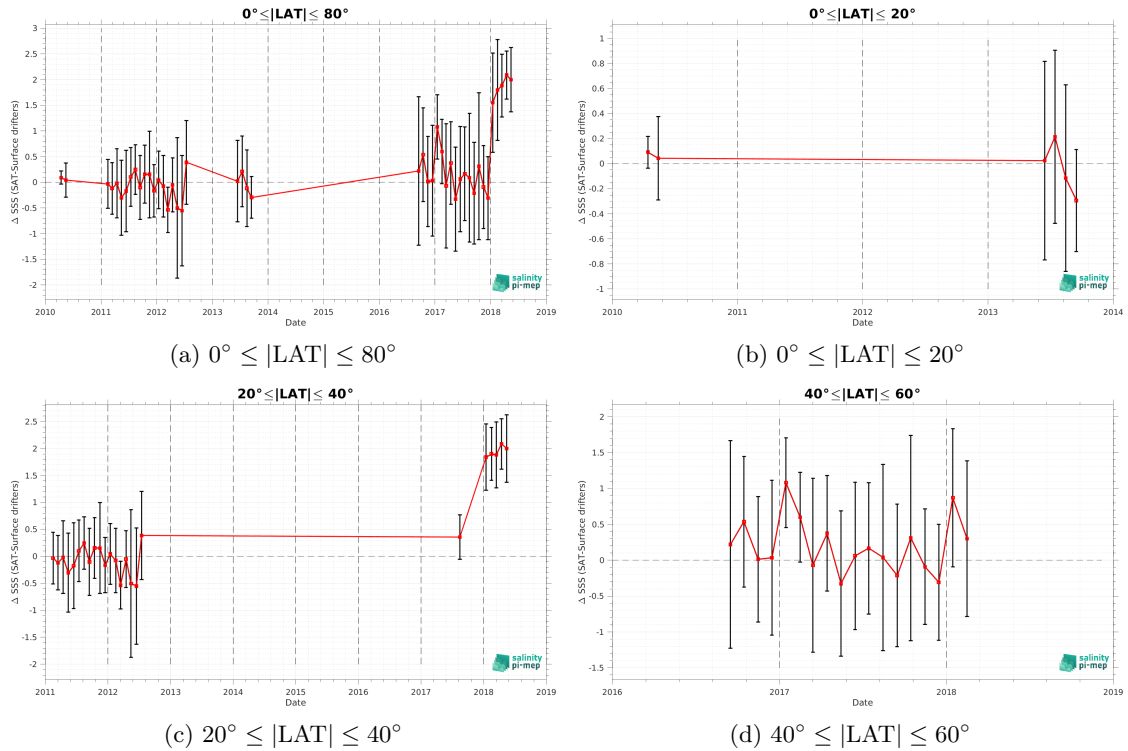 0°≤|LAT|≤ 80°
3
2.5
2
1.5
1
0.5
0
-0.5
-1
-1.5
-2
Δ SSS (SAT-Surface drifters)
2010 2011 2012 2013 2014 2015 2016 2017 2018 2019
Date
salinity
pi-mep
(a) 0° ≤ |LAT| ≤ 80°
0°≤|LAT|≤ 20°
1
0.8
0.6
0.4
0.2
0
-0.2
-0.4
-0.6
-0.8
-1
Δ SSS (SAT-Surface drifters)
2010 2011 2012 2013 2014
Date
salinity
pi-mep
(b) 0° ≤ |LAT| ≤ 20°
20°≤|LAT|≤ 40°
2.5
2
1.5
1
0.5
0
-0.5
-1
-1.5
-2
Δ SSS (SAT-Surface drifters)
2011 2012 2013 2014 2015 2016 2017 2018 2019
Date
salinity
pi-mep
(c) 20° ≤ |LAT| ≤ 40°
40°≤|LAT|≤ 60°
2
1.5
1
0.5
0
-0.5
-1
-1.5
Δ SSS (SAT-Surface drifters)
2016 2017 2018 2019
Date
salinity
pi-mep
(d) 40° ≤ |LAT| ≤ 60°